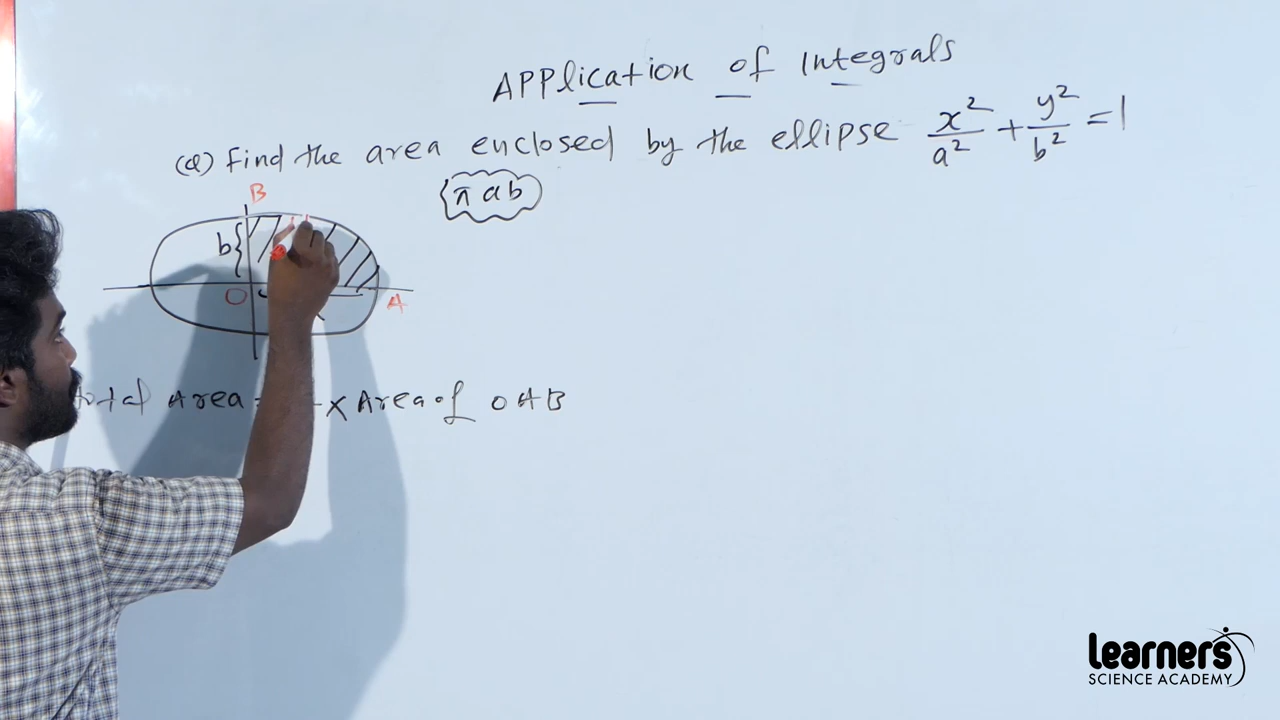 Application of Integrals
(Q) Find the area enclosed by the ellipse x²/a² + y²/b² = 1
{π ab}
B
b{
O
A
Area
× Area of OAB
Learners
SCIENCE ACADEMY